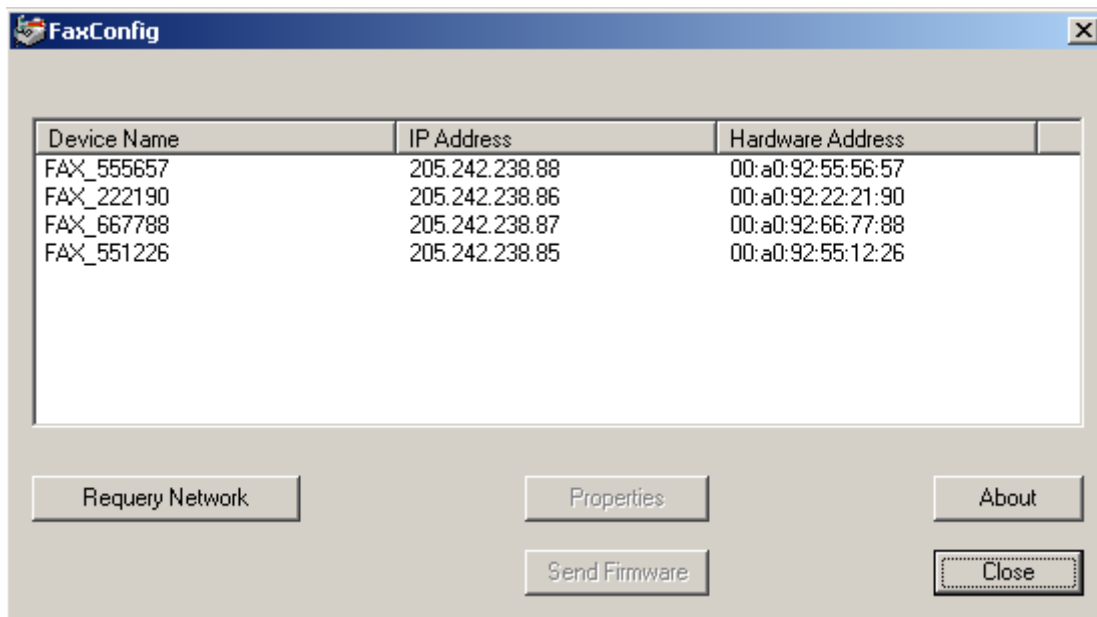 FaxConfig
Device Name IP Address Hardware Address
FAX_555657 205.242.238.88 00:a0:92:55:56:57
FAX_222190 205.242.238.86 00:a0:92:22:21:90
FAX_667788 205.242.238.87 00:a0:92:66:77:88
FAX_551226 205.242.238.85 00:a0:92:55:12:26
Requery Network Properties About
Send Firmware Close